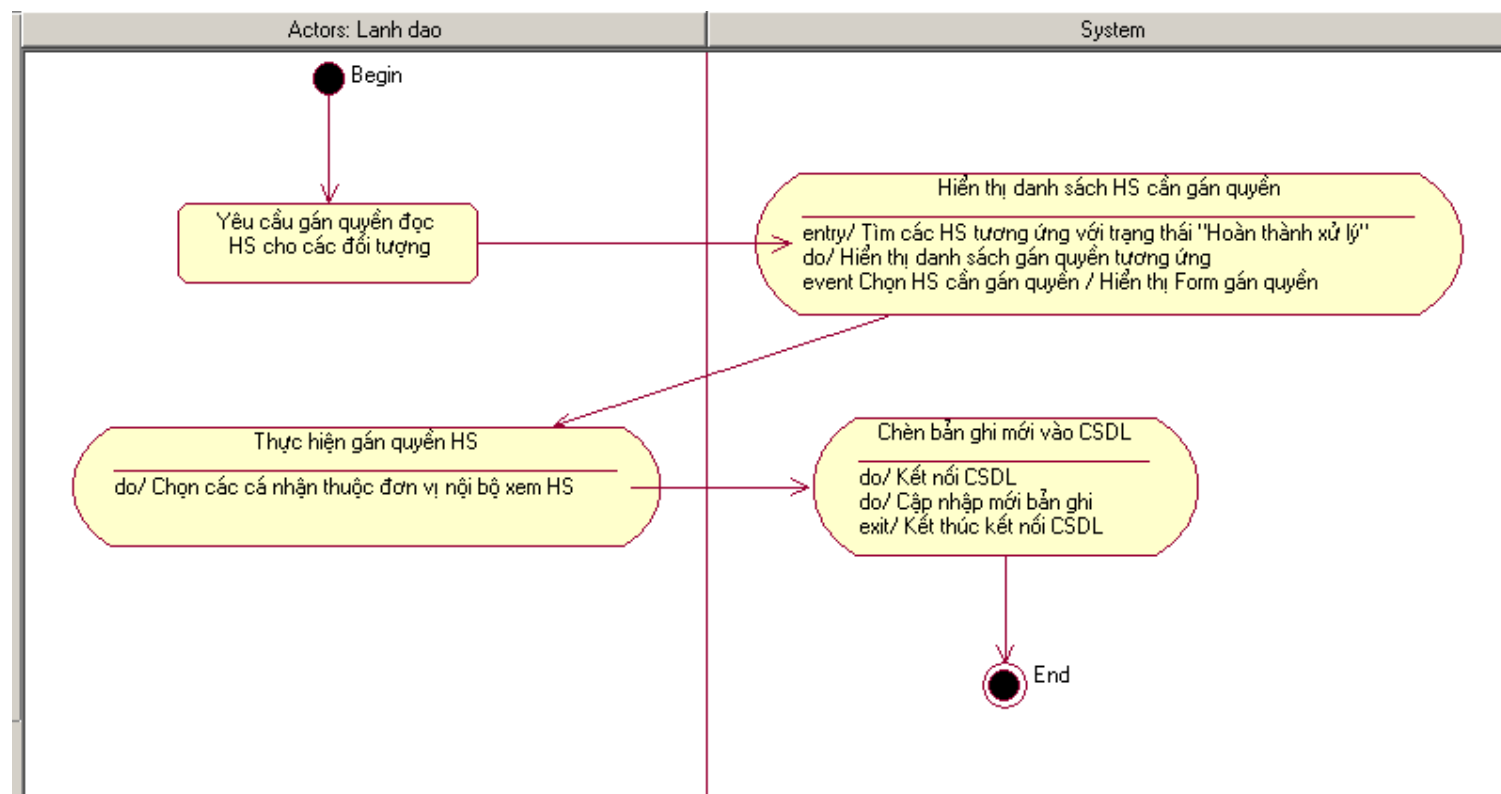 Actors: Lanh dao
System
Begin
Yêu cầu gán quyền đọc
HS cho các đối tượng
Hiển thị danh sách HS cần gán quyền
entry/ Tìm các HS tương ứng với trạng thái "Hoàn thành xử lý"
do/ Hiển thị danh sách gán quyền tương ứng
event Chọn HS cần gán quyền / Hiển thị Form gán quyền
Thực hiện gán quyền HS
do/ Chọn các cá nhân thuộc đơn vị nội bộ xem HS
Chèn bản ghi mới vào CSDL
do/ Kết nối CSDL
do/ Cập nhập mới bản ghi
exit/ Kết thúc kết nối CSDL
End